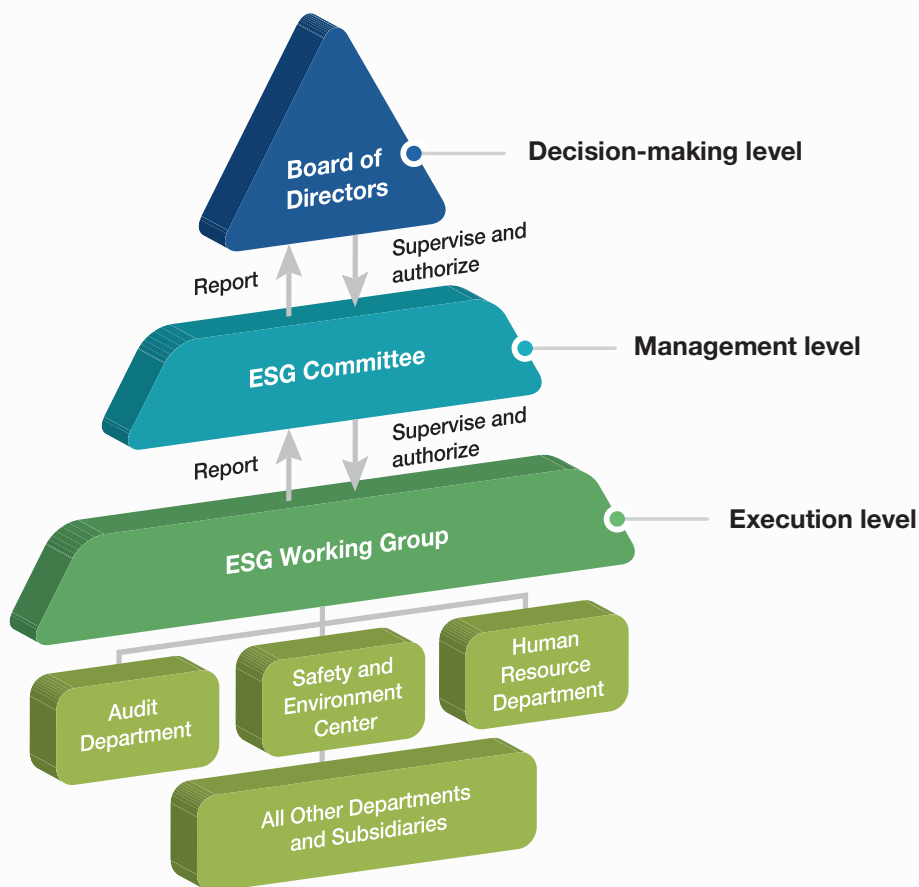 Board of
Directors
Decision-making level
Report
Supervise and
authorize
ESG Committee
Management level
Report
Supervise and
authorize
ESG Working Group
Execution level
Audit
Department
Safety and
Environment
Center
Human
Resource
Department
All Other Departments
and Subsidiaries